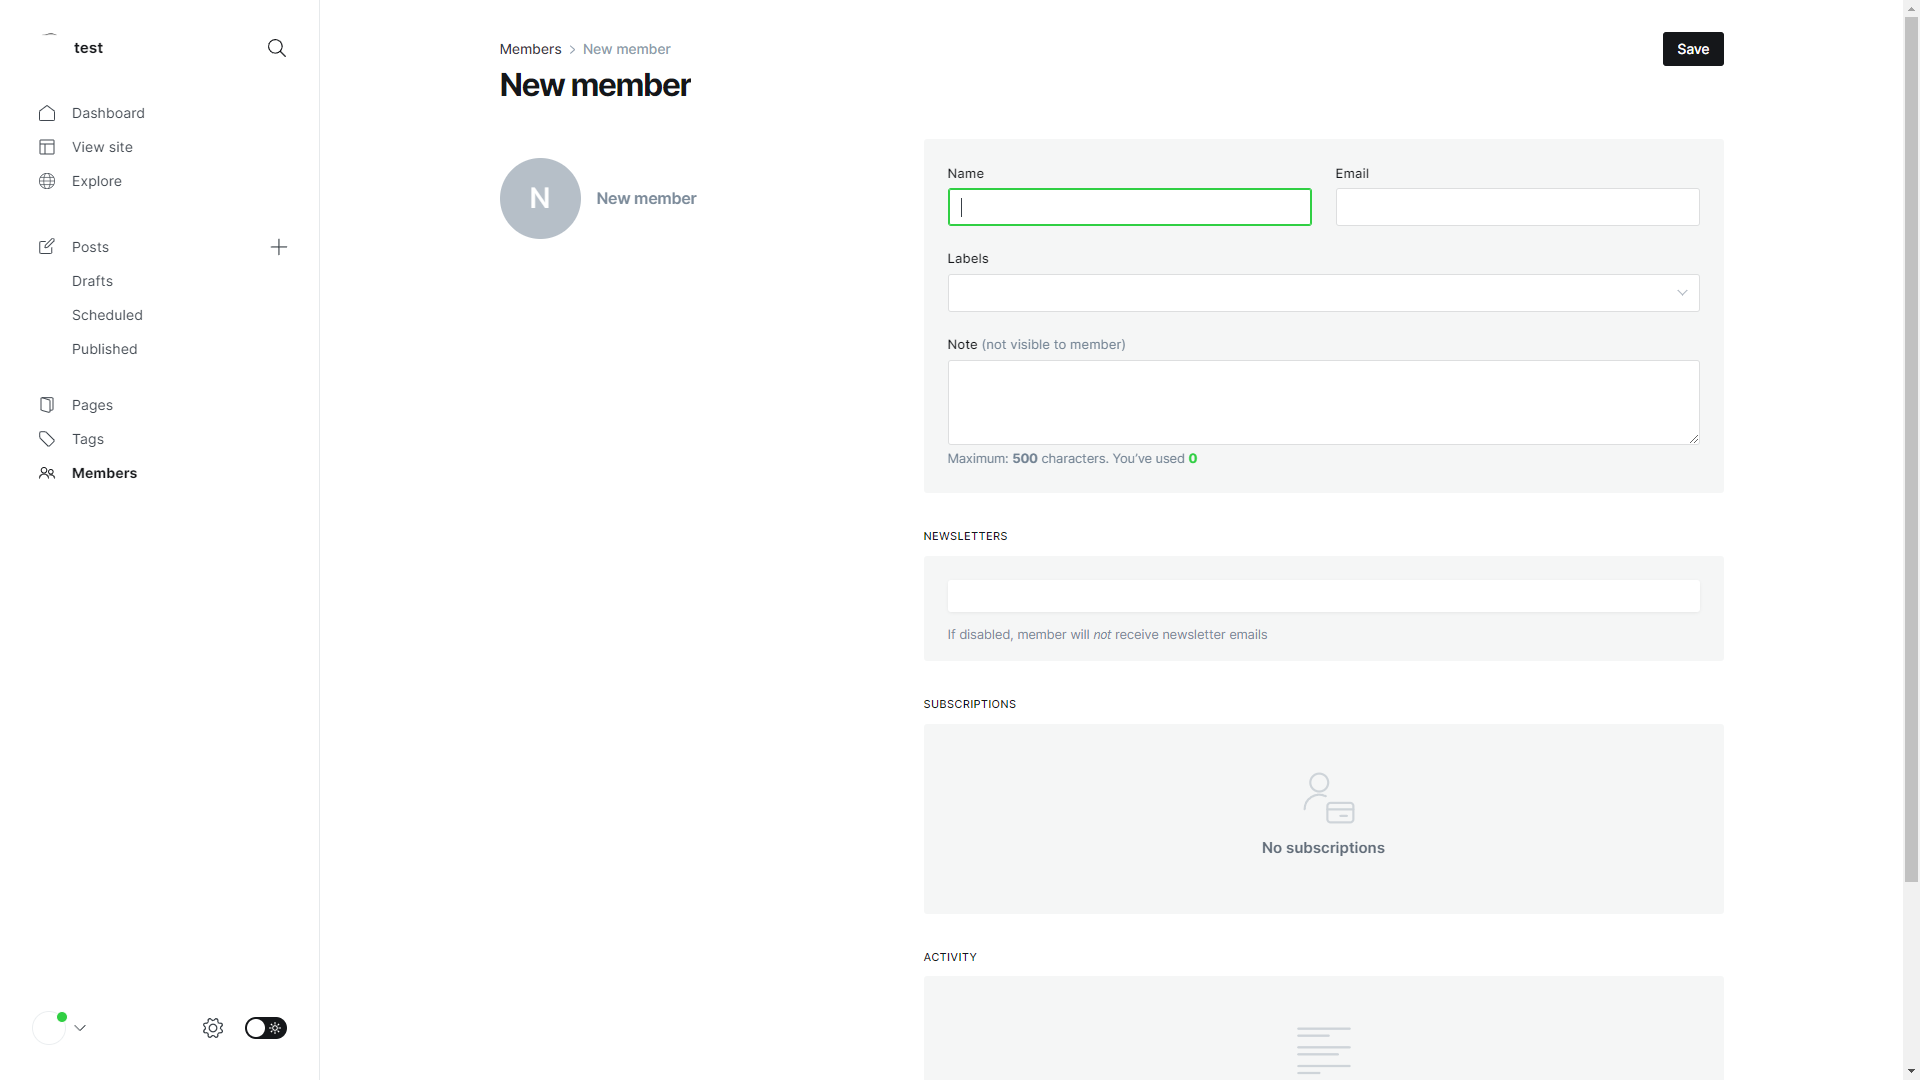 test
Dashboard
View site
Explore
Posts
Drafts
Scheduled
Published
Pages
Tags
Members
Members > New member
New member
Save
N
New member
Name
Email
Labels
Note (not visible to member)
Maximum: 500 characters. You've used 0
NEWSLETTERS
If disabled, member will not receive newsletter emails
SUBSCRIPTIONS
No subscriptions
ACTIVITY